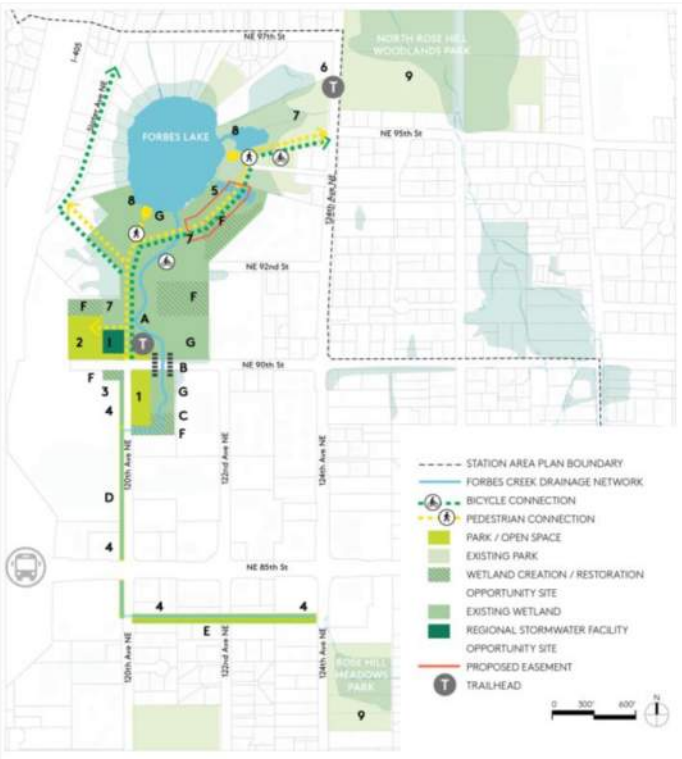 NE 97th St
NORTH ROSE HILL
WOODLANDS PARK
I-405
6
T
9
Slater Ave NE
7
FORBES LAKE
8
NE 95th St
5
8
G
F
128th Ave NE
7
NE 92nd St
F
F
7
A
2
1
T
G
NE 90th St
B
F
3
G
1
4
C
F
120th Ave NE
122nd Ave NE
124th Ave NE
D
4
NE 85th St
4
4
E
120th Ave NE
122nd Ave NE
124th Ave NE
ROSE HILL
MEADOWS
PARK
9
STATION AREA PLAN BOUNDARY
FORBES CREEK DRAINAGE NETWORK
BICYCLE CONNECTION
PEDESTRIAN CONNECTION
PARK / OPEN SPACE
EXISTING PARK
WETLAND CREATION / RESTORATION
OPPORTUNITY SITE
EXISTING WETLAND
REGIONAL STORMWATER FACILITY
OPPORTUNITY SITE
PROPOSED EASEMENT
T TRAILHEAD
0 300' 600'
N